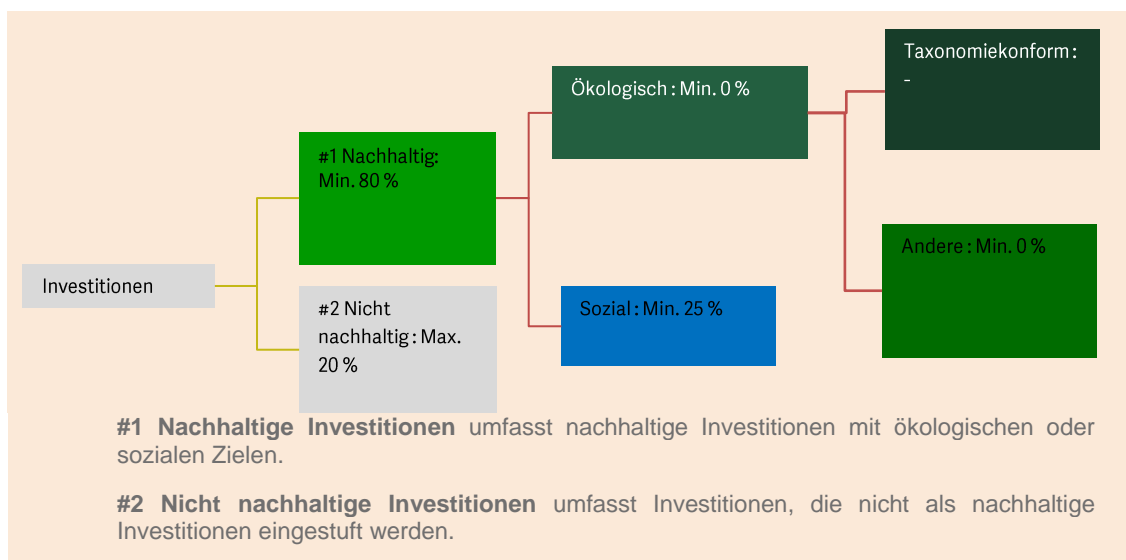 Taxonomiekonform:
-
Ökologisch: Min. 0 %
#1 Nachhaltig:
Min. 80 %
Andere: Min. 0 %
Investitionen
#2 Nicht
nachhaltig: Max.
20 %
Sozial: Min. 25 %
#1 Nachhaltige Investitionen umfasst nachhaltige Investitionen mit ökologischen oder
sozialen Zielen.
#2 Nicht nachhaltige Investitionen umfasst Investitionen, die nicht als nachhaltige
Investitionen eingestuft werden.